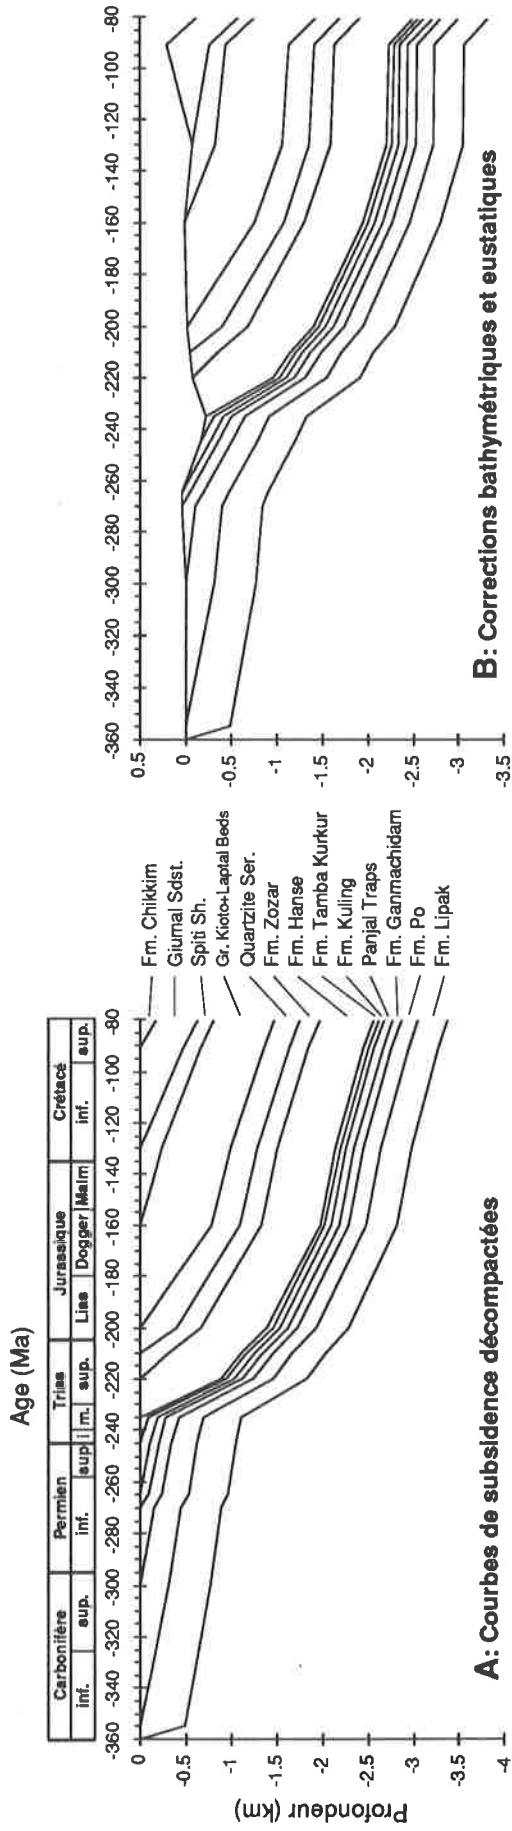 Age (Ma)
Carbonifère Permien Trias Jurassique Crétacé
inf. sup. inf. sup i m. sup. Lias Dogger Malm inf. sup.
-360 -340 -320 -300 -280 -260 -240 -220 -200 -180 -160 -140 -120 -100 -80
0
-0.5
-1
-1.5
-2
-2.5
-3
-3.5
-4
Profondeur (km)
A: Courbes de subsidence décompactées
Fm. Chikkim
Giumal Sdst.
Spiti Sh.
Gr. Kioto+Laptal Beds
Quartzite Ser.
Fm. Zozar
Fm. Hanse
Fm. Tamba Kurkur
Fm. Kuling
Panjal Traps
Fm. Ganmachidam
Fm. Po
Fm. Lipak
-360 -340 -320 -300 -280 -260 -240 -220 -200 -180 -160 -140 -120 -100 -80
0.5
0
-0.5
-1
-1.5
-2
-2.5
-3
-3.5
B: Corrections bathymétriques et eustatiques